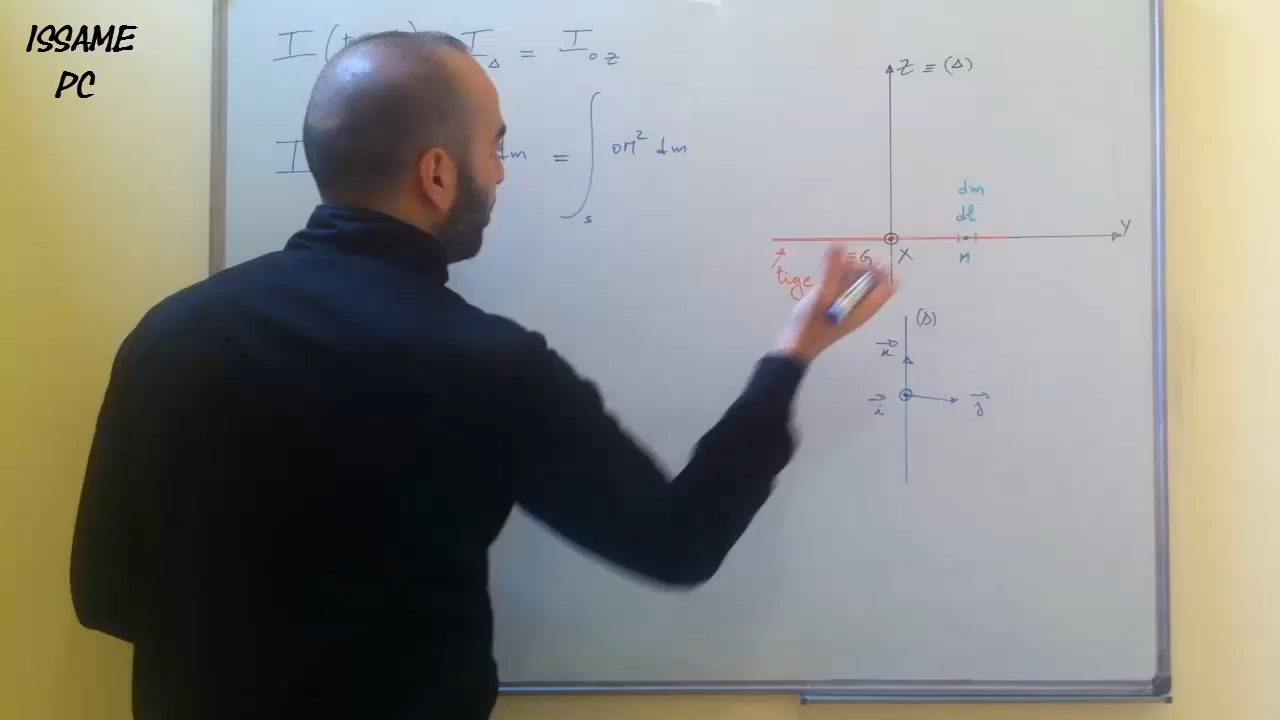 ISSAME
PC
I ( I_Δ = I_oz
I dm = ∫_s OM² dm
Z ≡ (Δ)
dm
dl
Y
≡ G X M
tige
(Δ)
k⃗
i⃗ j⃗